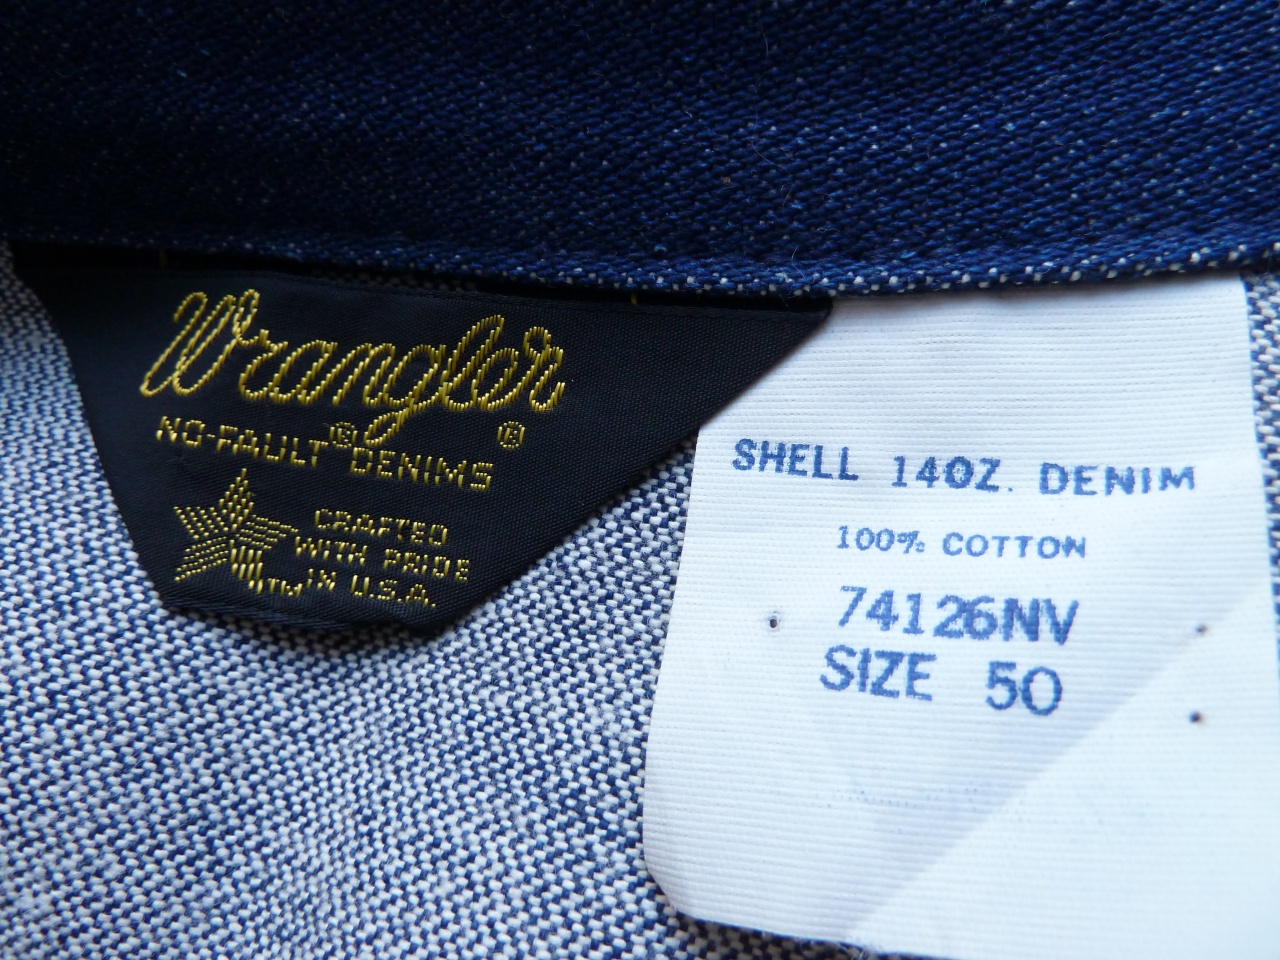 Wrangler®
NO-FAULT® DENIMS
CRAFTED
WITH PRIDE
IN U.S.A.
W TM
SHELL 14OZ. DENIM
100% COTTON
74126NV
SIZE 50